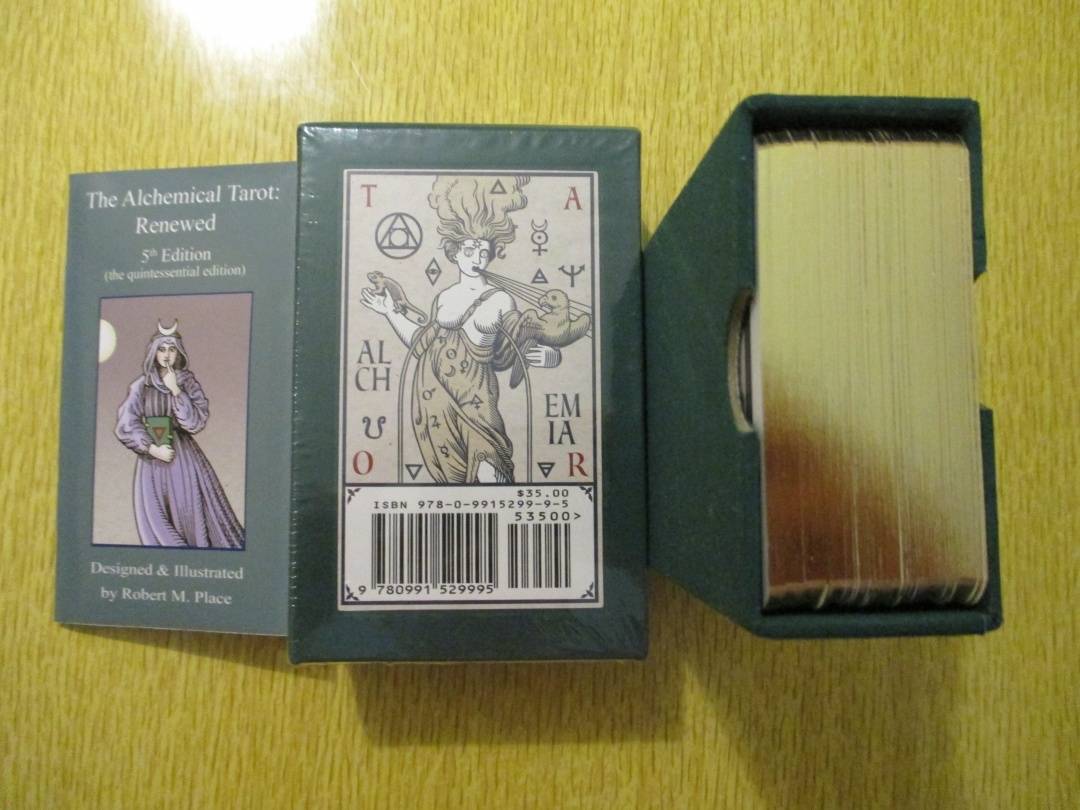 The Alchemical Tarot:
Renewed
5th Edition
(the quintessential edition)
Designed & Illustrated
by Robert M. Place
T A
AL
CH
EM
IA
O R
$35.00
ISBN 978-0-9915299-9-5
53500>
9 780991 529995